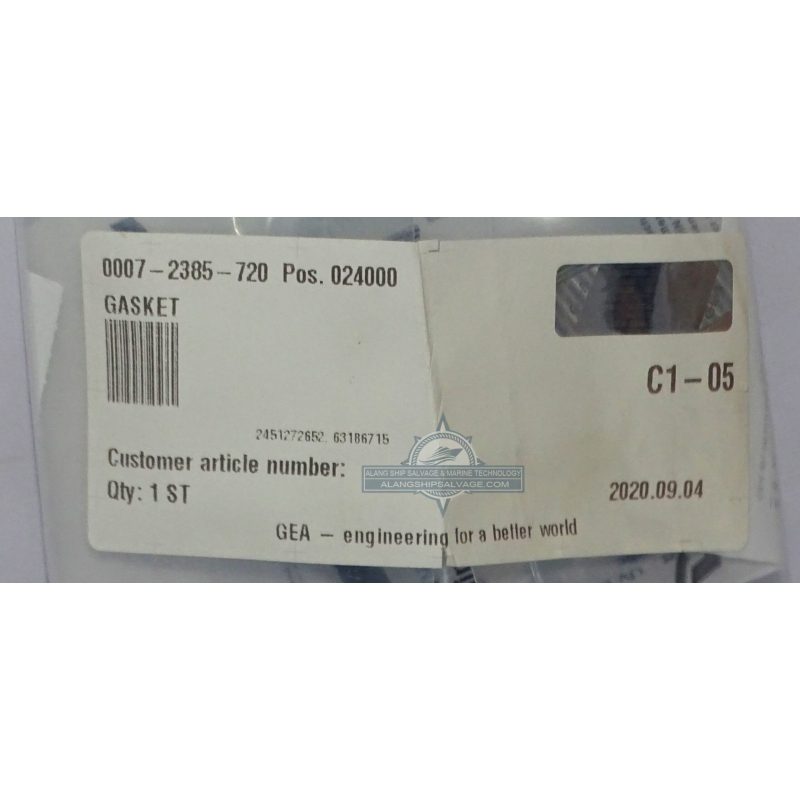 0007-2385-720 Pos. 024000
GASKET
C1-05
2451272652, 63186715
Customer article number:
Qty: 1 ST
2020.09.04
GEA – engineering for a better world
ALANG SHIP SALVAGE & MARINE TECHNOLOGY
ALANGSHIPSALVAGE.COM